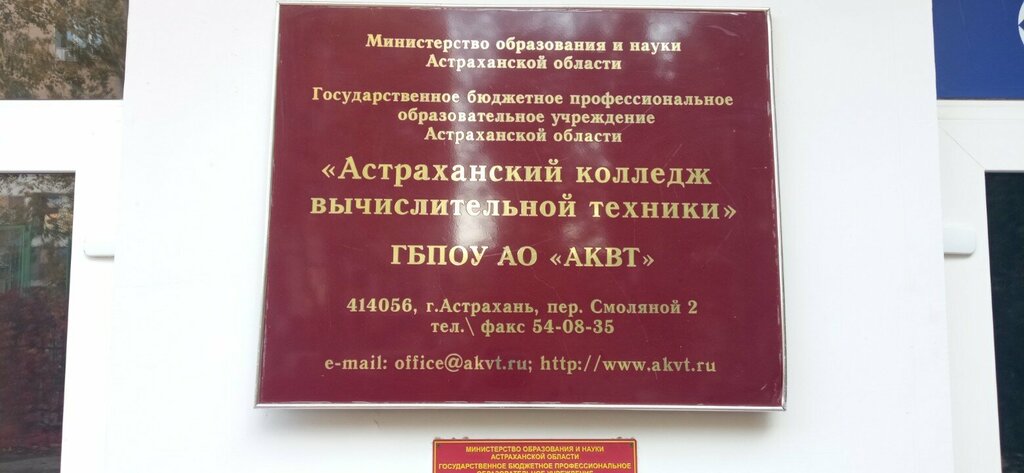 Министерство образования и науки
Астраханской области
Государственное бюджетное профессиональное
образовательное учреждение
Астраханской области
«Астраханский колледж
вычислительной техники»
ГБПОУ АО «АКВТ»
414056, г.Астрахань, пер. Смоляной 2
тел.\ факс 54-08-35
e-mail: office@akvt.ru; http://www.akvt.ru
МИНИСТЕРСТВО ОБРАЗОВАНИЯ И НАУКИ
АСТРАХАНСКОЙ ОБЛАСТИ
ГОСУДАРСТВЕННОЕ БЮДЖЕТНОЕ ПРОФЕССИОНАЛЬНОЕ
ОБРАЗОВАТЕЛЬНОЕ УЧРЕЖДЕНИЕ